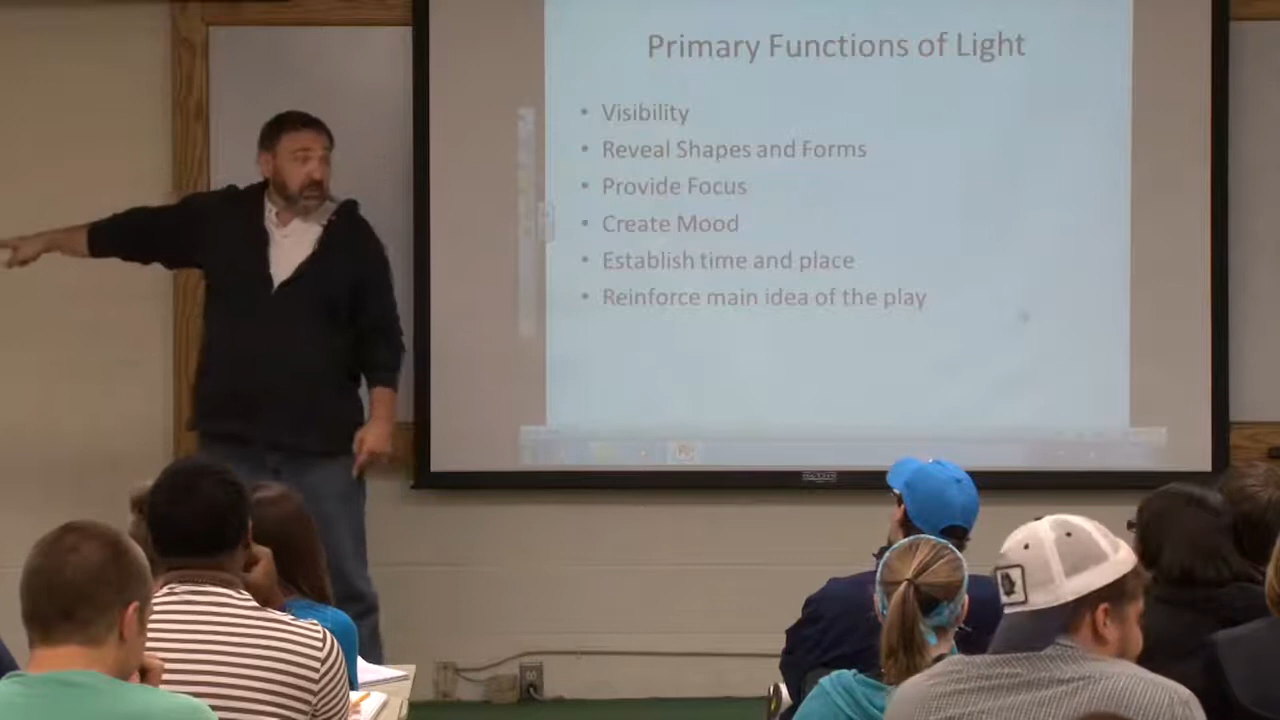 Primary Functions of Light
• Visibility
• Reveal Shapes and Forms
• Provide Focus
• Create Mood
• Establish time and place
• Reinforce main idea of the play